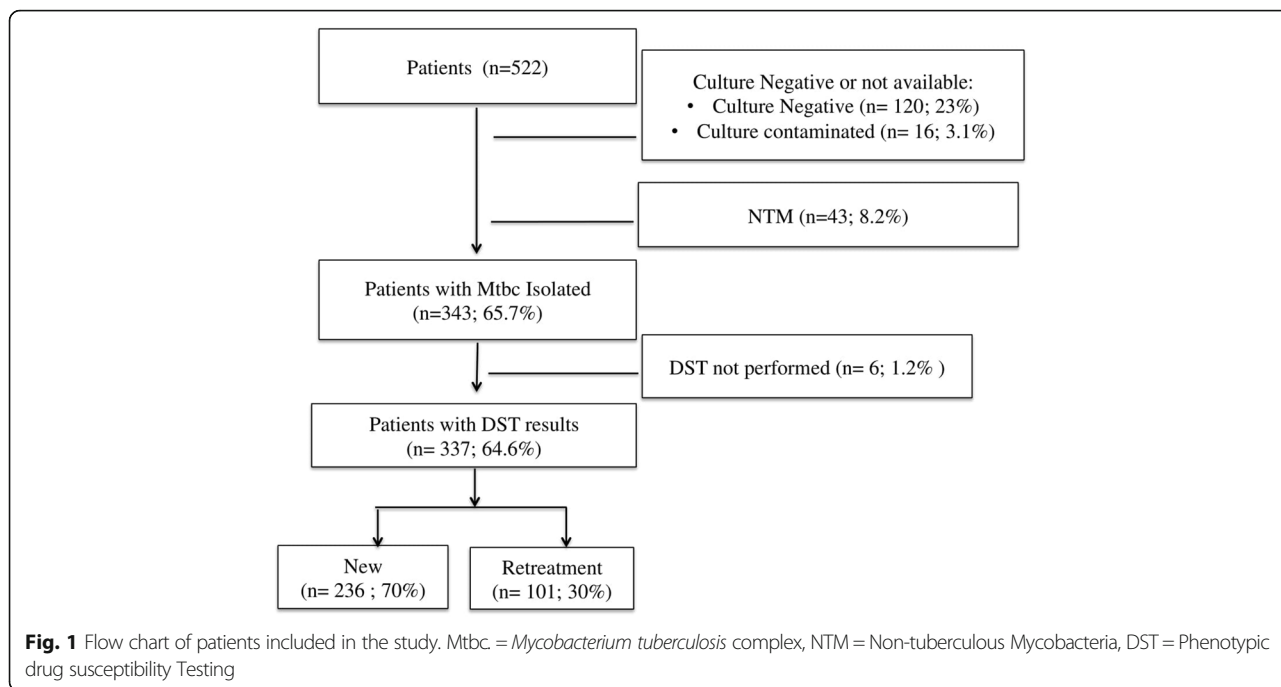 Patients (n=522)
Culture Negative or not available:
• Culture Negative (n= 120; 23%)
• Culture contaminated (n= 16; 3.1%)
NTM (n=43; 8.2%)
Patients with Mtbc Isolated
(n=343; 65.7%)
DST not performed (n= 6; 1.2% )
Patients with DST results
(n= 337; 64.6%)
New
(n= 236 ; 70%)
Retreatment
(n= 101; 30%)
Fig. 1 Flow chart of patients included in the study. Mtbc. = Mycobacterium tuberculosis complex, NTM = Non-tuberculous Mycobacteria, DST = Phenotypic
drug susceptibility Testing